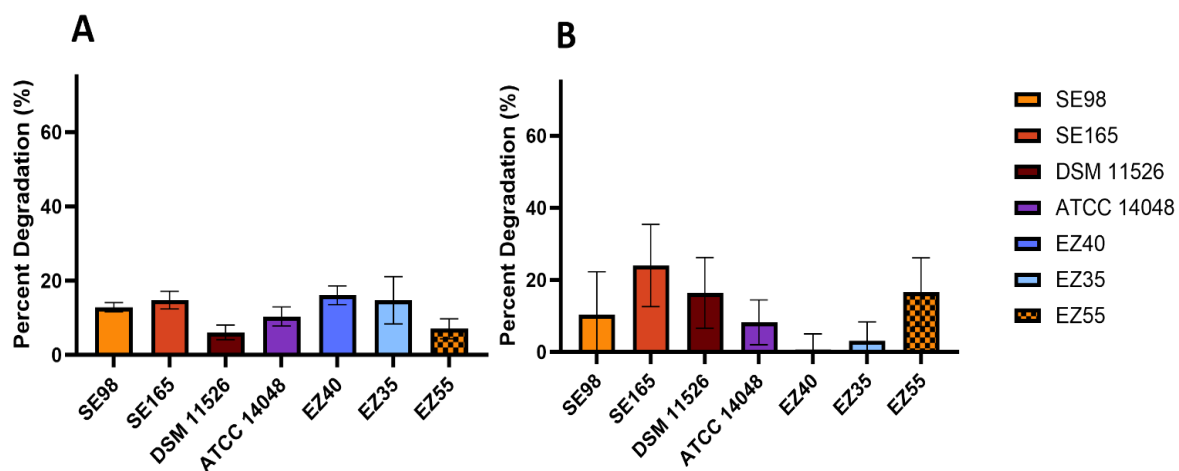 A
Percent Degradation (%)
60
40
20
0
SE98
SE165
DSM 11526
ATCC 14048
EZ40
EZ35
EZ55
B
Percent Degradation (%)
60
40
20
0
SE98
SE165
DSM 11526
ATCC 14048
EZ40
EZ35
EZ55
SE98
SE165
DSM 11526
ATCC 14048
EZ40
EZ35
EZ55